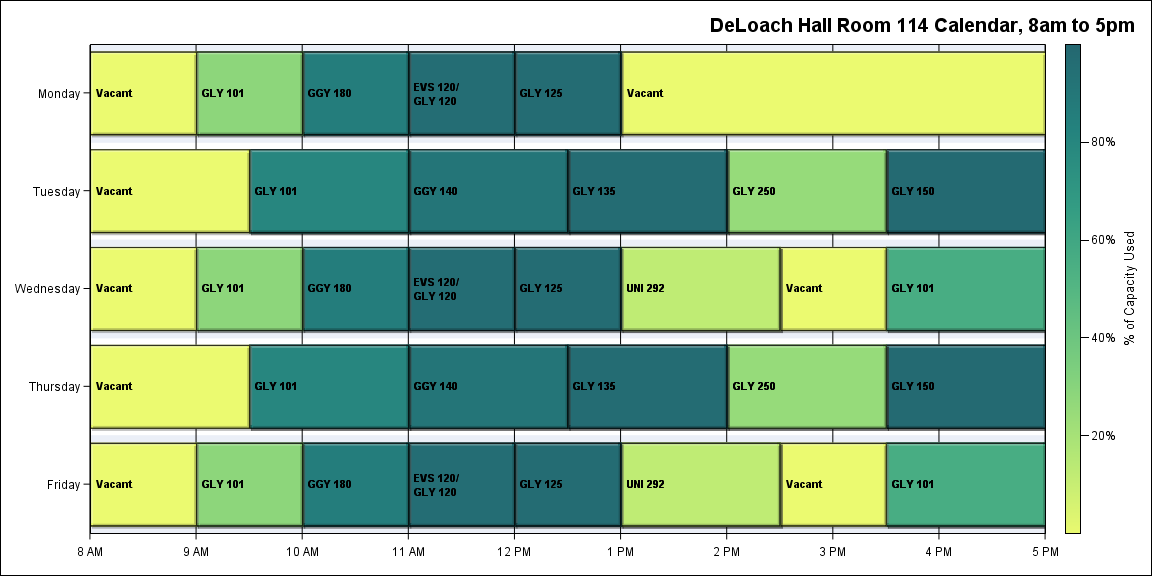 DeLoach Hall Room 114 Calendar, 8am to 5pm
Monday
Vacant
GLY 101
GGY 180
EVS 120/
GLY 120
GLY 125
Vacant
Tuesday
Vacant
GLY 101
GGY 140
GLY 135
GLY 250
GLY 150
Wednesday
Vacant
GLY 101
GGY 180
EVS 120/
GLY 120
GLY 125
UNI 292
Vacant
GLY 101
Thursday
Vacant
GLY 101
GGY 140
GLY 135
GLY 250
GLY 150
Friday
Vacant
GLY 101
GGY 180
EVS 120/
GLY 120
GLY 125
UNI 292
Vacant
GLY 101
8 AM
9 AM
10 AM
11 AM
12 PM
1 PM
2 PM
3 PM
4 PM
5 PM
80%
60%
40%
20%
% of Capacity Used